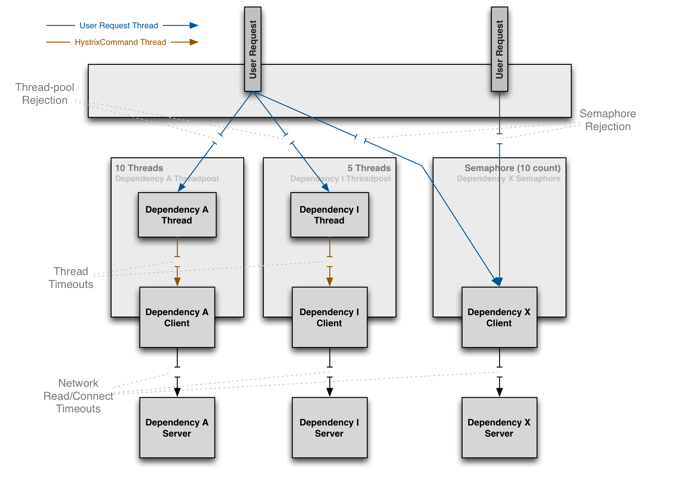 User Request Thread
HystrixCommand Thread
User Request
User Request
Thread-pool
Rejection
Semaphore
Rejection
10 Threads
Dependency A Threadpool
5 Threads
Dependency I Threadpool
Semaphore (10 count)
Dependency X Semaphore
Dependency A
Thread
Dependency I
Thread
Thread
Timeouts
Dependency A
Client
Dependency I
Client
Dependency X
Client
Network
Read/Connect
Timeouts
Dependency A
Server
Dependency I
Server
Dependency X
Server